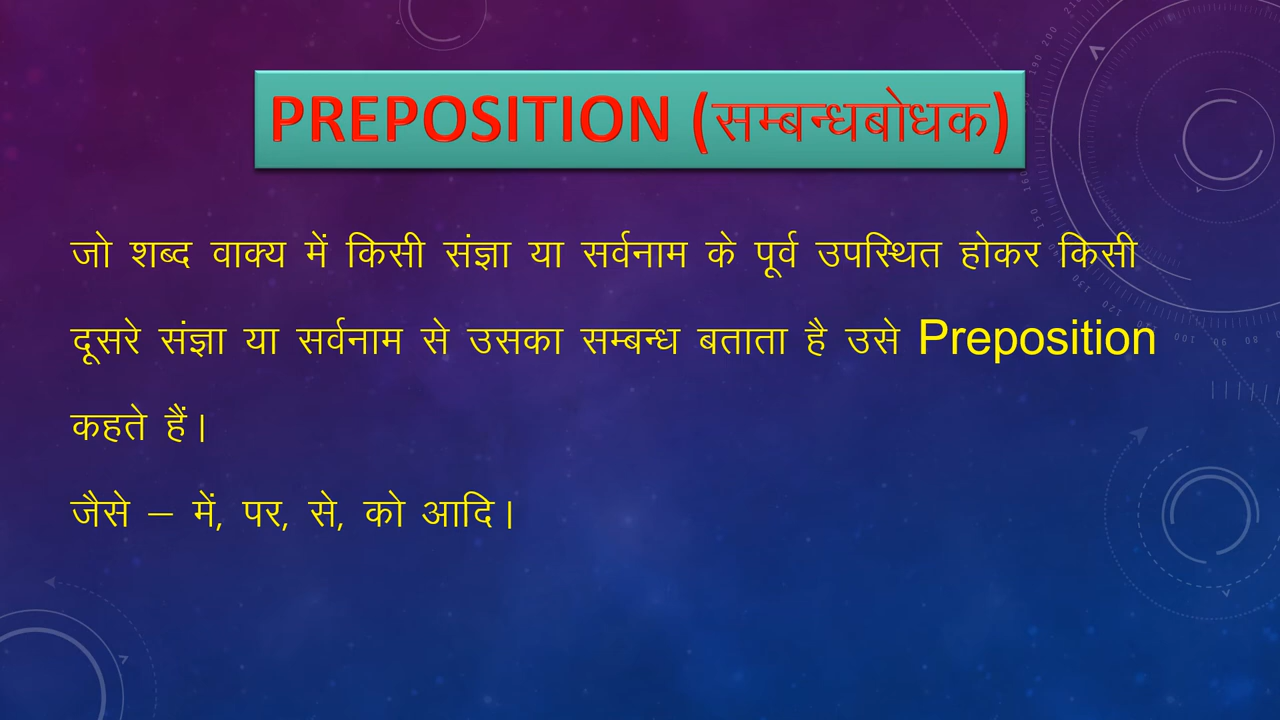 PREPOSITION (सम्बन्धबोधक)
जो शब्द वाक्य में किसी संज्ञा या सर्वनाम के पूर्व उपस्थित होकर किसी
दूसरे संज्ञा या सर्वनाम से उसका सम्बन्ध बताता है उसे Preposition
कहते हैं।
जैसे – में, पर, से, को आदि।